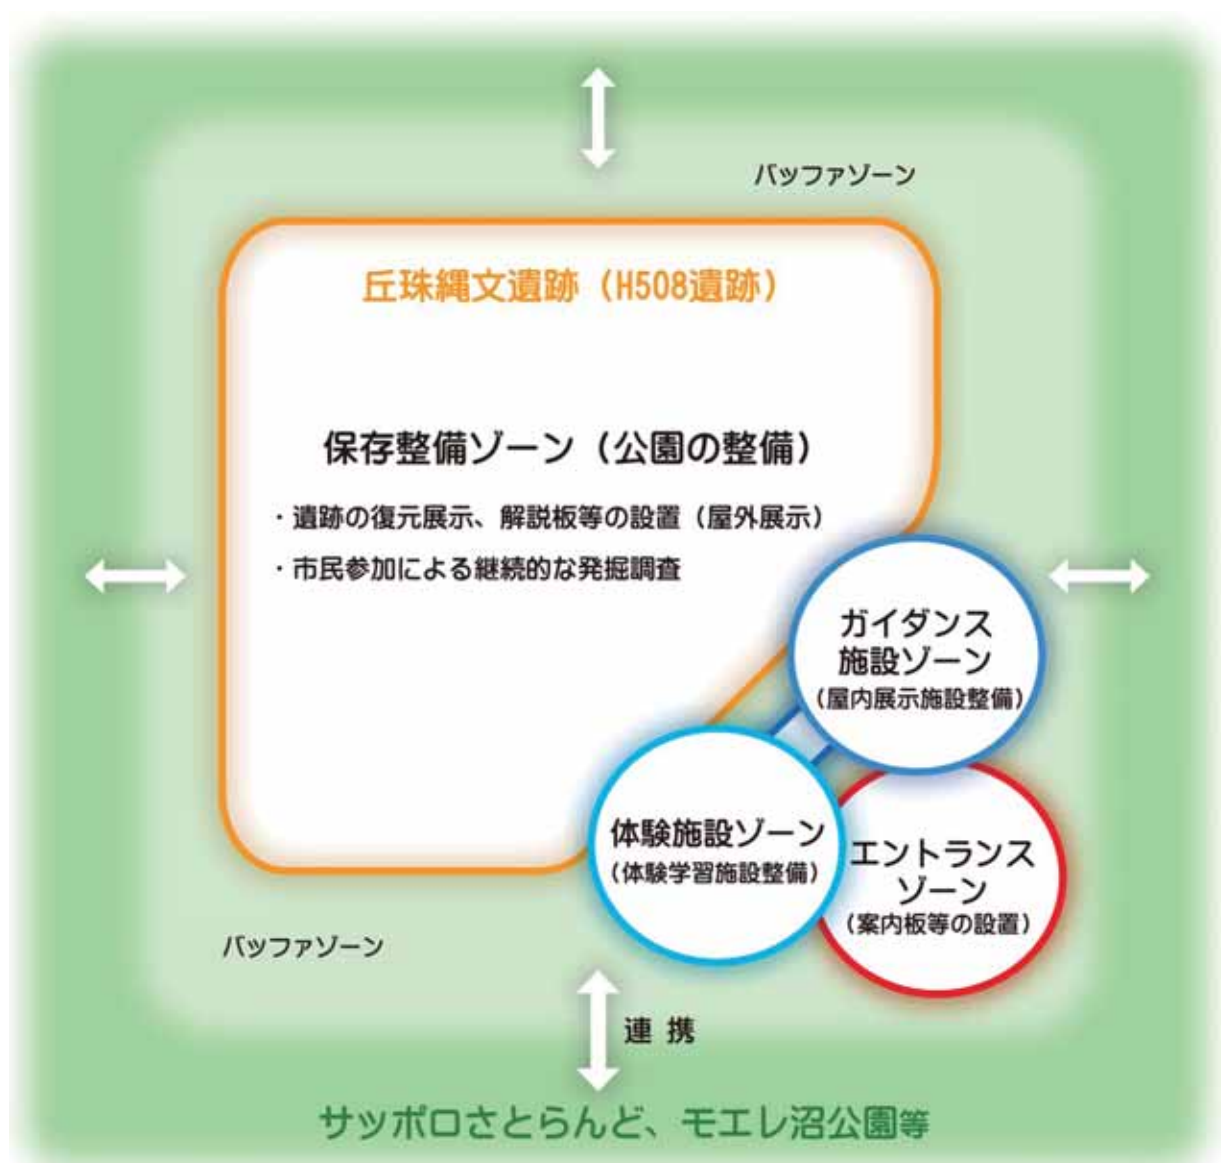 バッファゾーン
丘珠縄文遺跡（H508遺跡）
保存整備ゾーン（公園の整備）
・遺跡の復元展示、解説板等の設置（屋外展示）
・市民参加による継続的な発掘調査
ガイダンス
施設ゾーン
（屋内展示施設整備）
体験施設ゾーン
（体験学習施設整備）
エントランス
ゾーン
（案内板等の設置）
バッファゾーン
連携
サッポロさとらんど、モエレ沼公園等